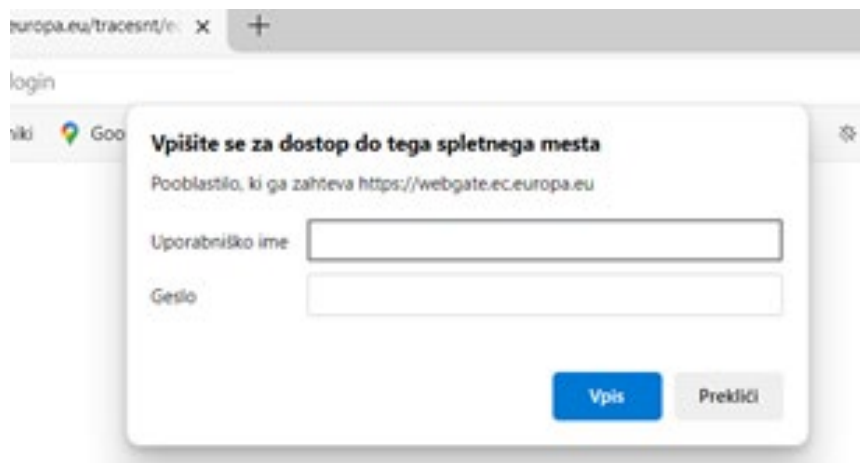 europa.eu/tracesnt/e
login
niki Goo
Vpišite se za dostop do tega spletnega mesta
Pooblastilo, ki ga zahteva https://webgate.ec.europa.eu
Uporabniško ime
Geslo
Vpis Prekliči